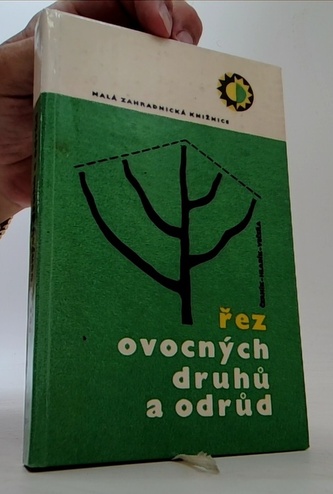 MALÁ ZAHRADNICKÁ KNIŽNICE
řez
ovocných
druhů
a odrůd